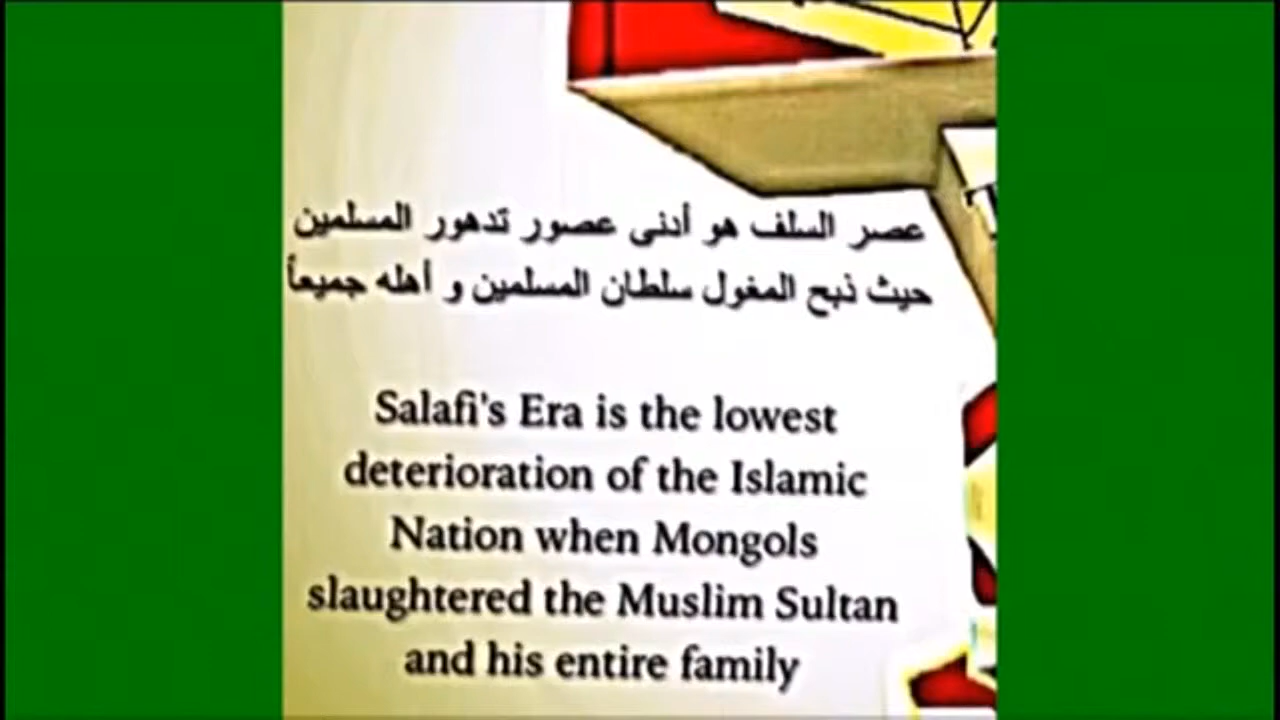 عصر السلف هو أدنى عصور تدهور المسلمين
حيث ذبح المغول سلطان المسلمين و أهله جميعاً
Salafi's Era is the lowest
deterioration of the Islamic
Nation when Mongols
slaughtered the Muslim Sultan
and his entire family